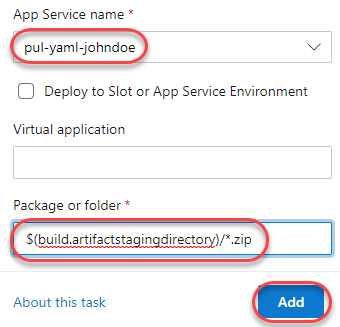 App Service name *
pul-yaml-johndoe
Deploy to Slot or App Service Environment
Virtual application
Package or folder *
$(build.artifactstagingdirectory)/*.zip
About this task
Add